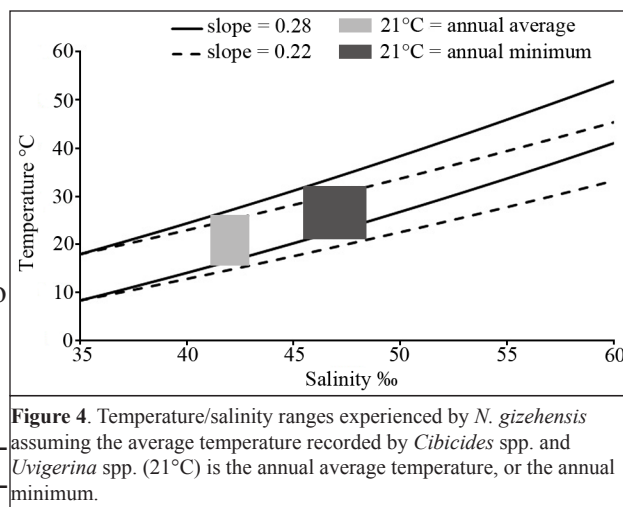 slope = 0.28 21°C = annual average
slope = 0.22 21°C = annual minimum
60
50
40
30
20
10
0
Temperature °C
35 40 45 50 55 60
Salinity ‰
Figure 4. Temperature/salinity ranges experienced by N. gizehensis
assuming the average temperature recorded by Cibicides spp. and
Uvigerina spp. (21°C) is the annual average temperature, or the annual
minimum.